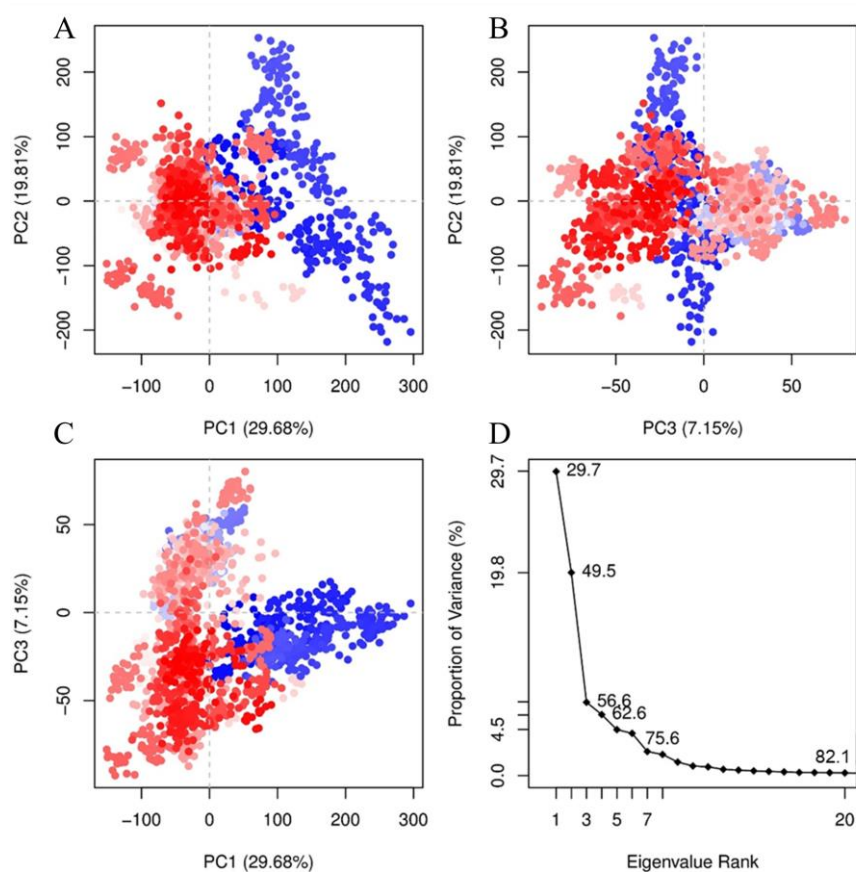 A
PC2 (19.81%)
200
100
0
−100
−200
−100 0 100 200 300
PC1 (29.68%)
B
PC2 (19.81%)
200
100
0
−100
−200
−50 0 50
PC3 (7.15%)
C
PC3 (7.15%)
50
0
−50
−100 0 100 200 300
PC1 (29.68%)
D
Proportion of Variance (%)
29.7
19.8
4.5
0.0
29.7
49.5
56.6
62.6
75.6
82.1
1 3 5 7 20
Eigenvalue Rank